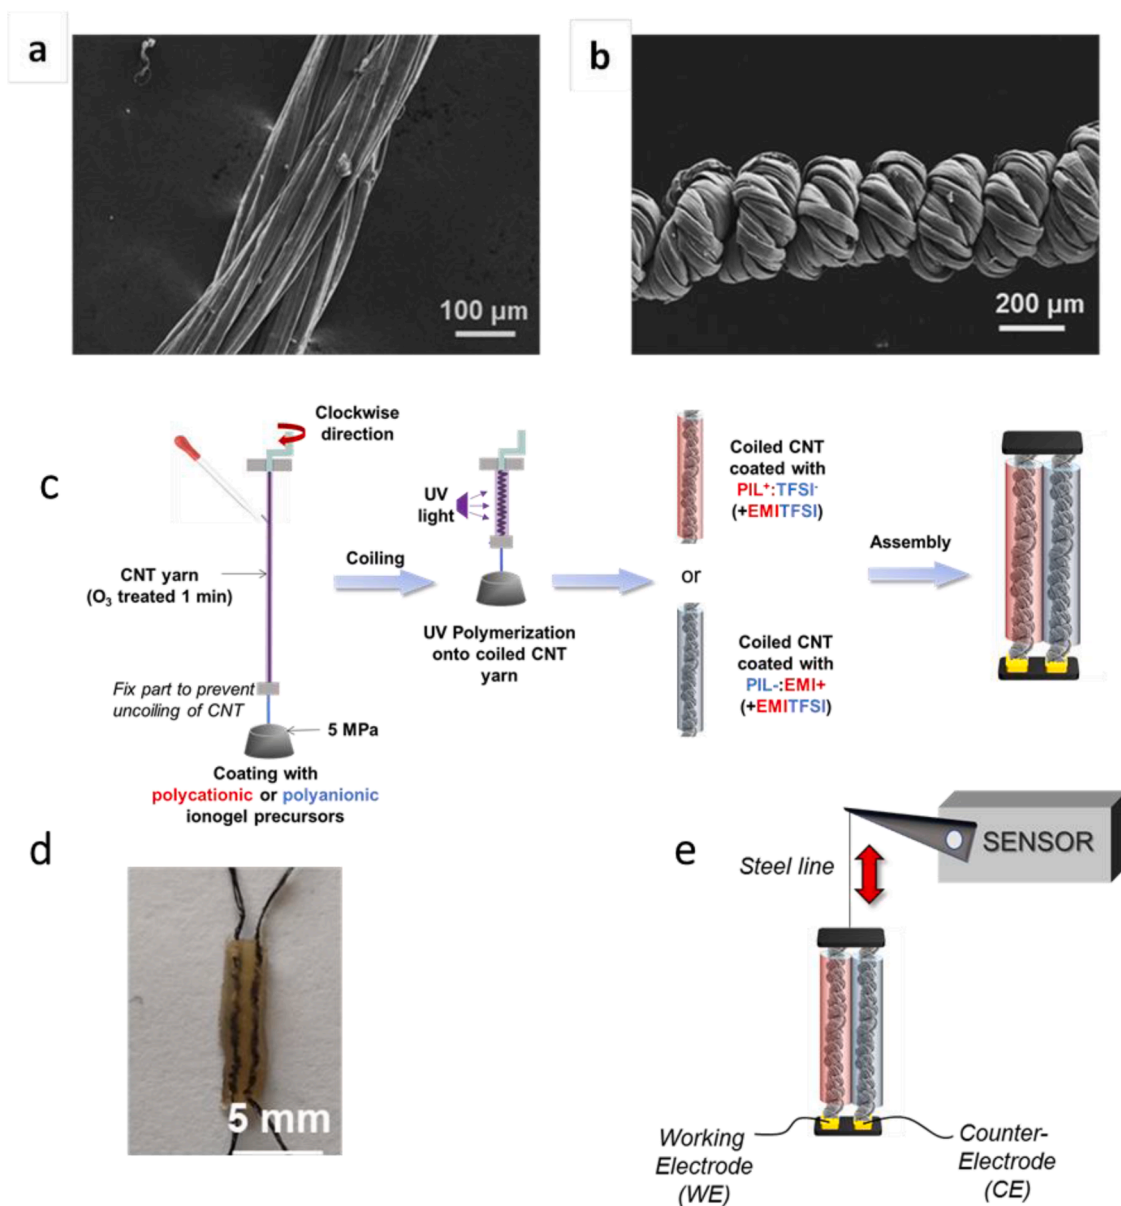 a
b
100 µm
200 µm
c
Clockwise
direction
CNT yarn
(O₃ treated 1 min)
Fix part to prevent
uncoiling of CNT
5 MPa
Coating with
polycationic or polyanionic
ionogel precursors
Coiling
UV
light
UV Polymerization
onto coiled CNT
yarn
Coiled CNT
coated with
PIL⁺:TFSI⁻
(+EMITFSI)
or
Coiled CNT
coated with
PIL-:EMI+
(+EMITFSI)
Assembly
d
5 mm
e
Steel line
SENSOR
Working
Electrode
(WE)
Counter-
Electrode
(CE)